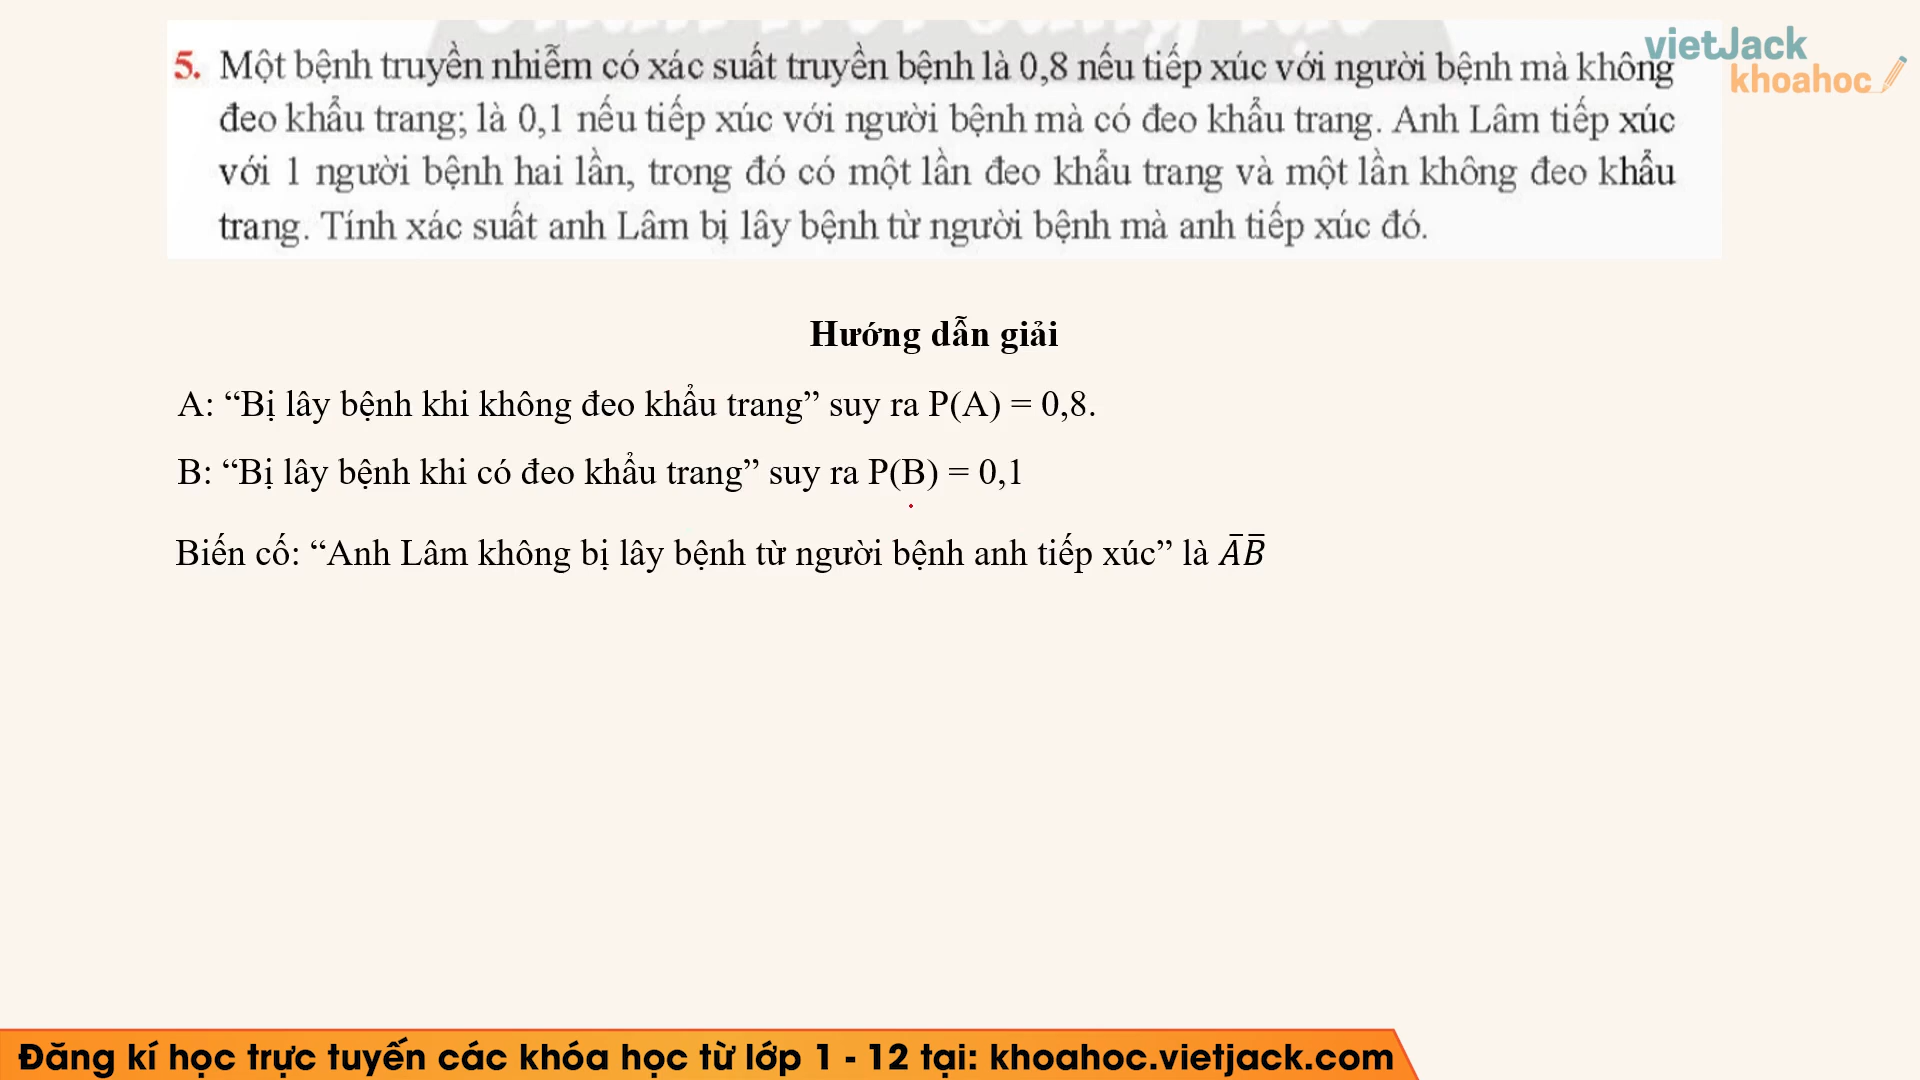 vietJack
khoahoc
5. Một bệnh truyền nhiễm có xác suất truyền bệnh là 0,8 nếu tiếp xúc với người bệnh mà không
đeo khẩu trang; là 0,1 nếu tiếp xúc với người bệnh mà có đeo khẩu trang. Anh Lâm tiếp xúc
với 1 người bệnh hai lần, trong đó có một lần đeo khẩu trang và một lần không đeo khẩu
trang. Tính xác suất anh Lâm bị lây bệnh từ người bệnh mà anh tiếp xúc đó.
Hướng dẫn giải
A: “Bị lây bệnh khi không đeo khẩu trang” suy ra P(A) = 0,8.
B: “Bị lây bệnh khi có đeo khẩu trang” suy ra P(B) = 0,1
Biến cố: “Anh Lâm không bị lây bệnh từ người bệnh anh tiếp xúc” là A̅B̅
Đăng kí học trực tuyến các khóa học từ lớp 1 - 12 tại: khoahoc.vietjack.com